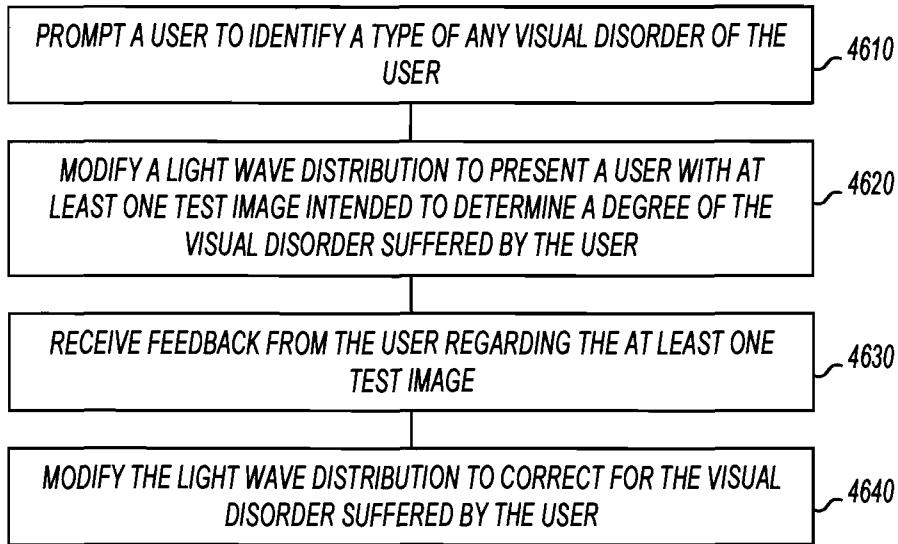 PROMPT A USER TO IDENTIFY A TYPE OF ANY VISUAL DISORDER OF THE
USER
4610
MODIFY A LIGHT WAVE DISTRIBUTION TO PRESENT A USER WITH AT
LEAST ONE TEST IMAGE INTENDED TO DETERMINE A DEGREE OF THE
VISUAL DISORDER SUFFERED BY THE USER
4620
RECEIVE FEEDBACK FROM THE USER REGARDING THE AT LEAST ONE
TEST IMAGE
4630
MODIFY THE LIGHT WAVE DISTRIBUTION TO CORRECT FOR THE VISUAL
DISORDER SUFFERED BY THE USER
4640